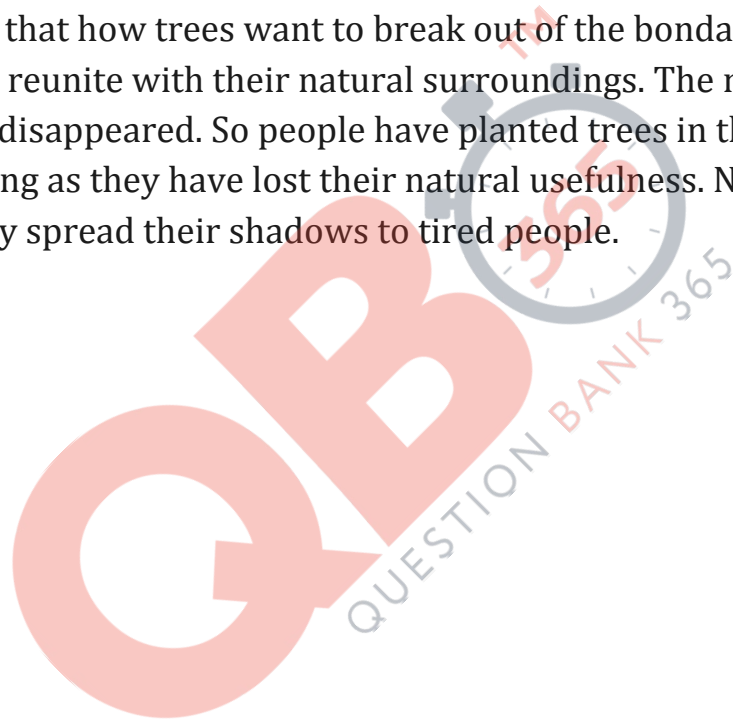 that how trees want to break out of the bonda
reunite with their natural surroundings. The
disappeared. So people have planted trees in
ng as they have lost their natural usefulness.
y spread their shadows to tired people.
TM
365
QB
QUESTION BANK 365